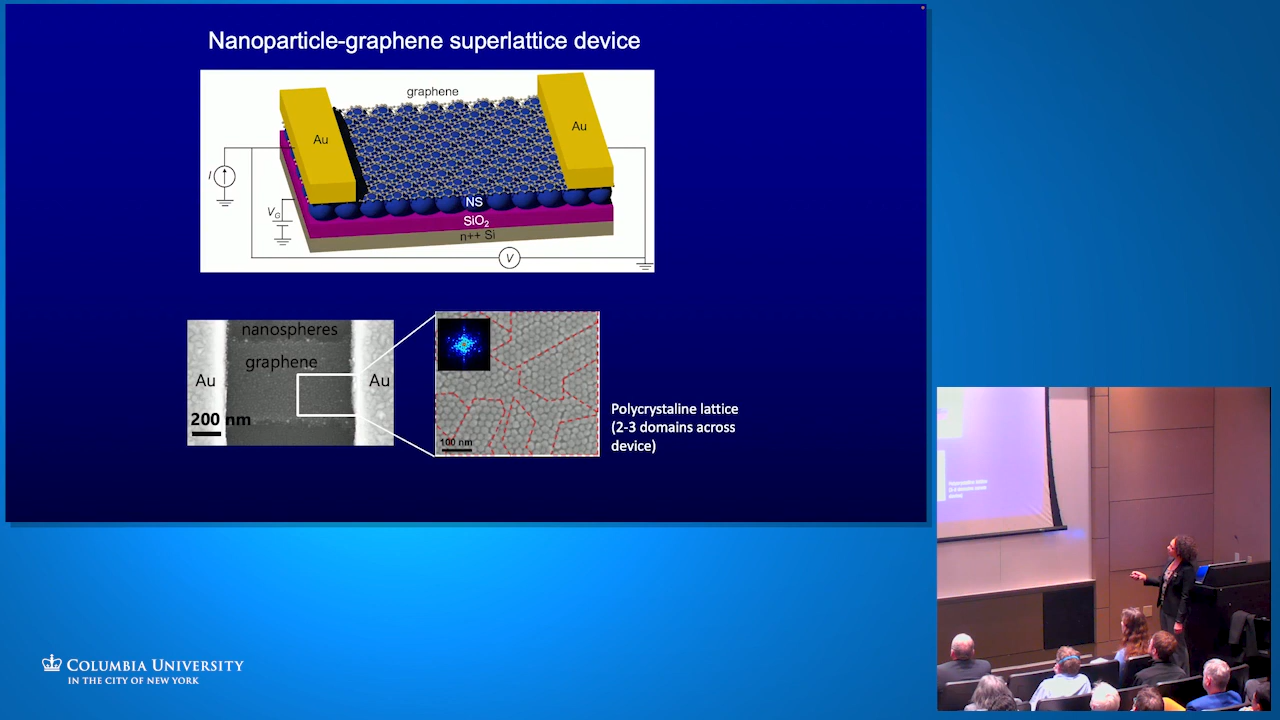 Nanoparticle-graphene superlattice device
graphene
Au
Au
I
V_G
NS
SiO₂
n++ Si
V
nanospheres
graphene
Au
Au
200 nm
100 nm
Polycrystaline lattice
(2-3 domains across
device)
COLUMBIA UNIVERSITY
IN THE CITY OF NEW YORK